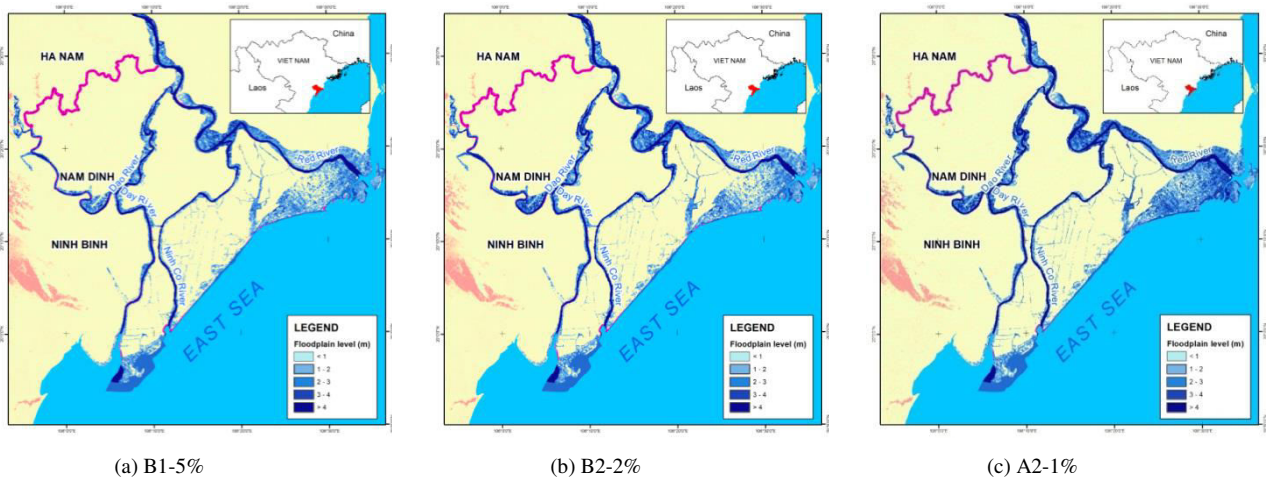 HA NAM
China
VIET NAM
Laos
Red River
Dao River
NAM DINH
Day River
NINH BINH
Ninh Co River
EAST SEA
LEGEND
Floodplain level (m)
< 1
1 - 2
2 - 3
3 - 4
> 4
(a) B1-5%
HA NAM
China
VIET NAM
Laos
Red River
Dao River
NAM DINH
Day River
NINH BINH
Ninh Co River
EAST SEA
LEGEND
Floodplain level (m)
< 1
1 - 2
2 - 3
3 - 4
> 4
(b) B2-2%
HA NAM
China
VIET NAM
Laos
Red River
Dao River
NAM DINH
Day River
NINH BINH
Ninh Co River
EAST SEA
LEGEND
Floodplain level (m)
< 1
1 - 2
2 - 3
3 - 4
> 4
(c) A2-1%